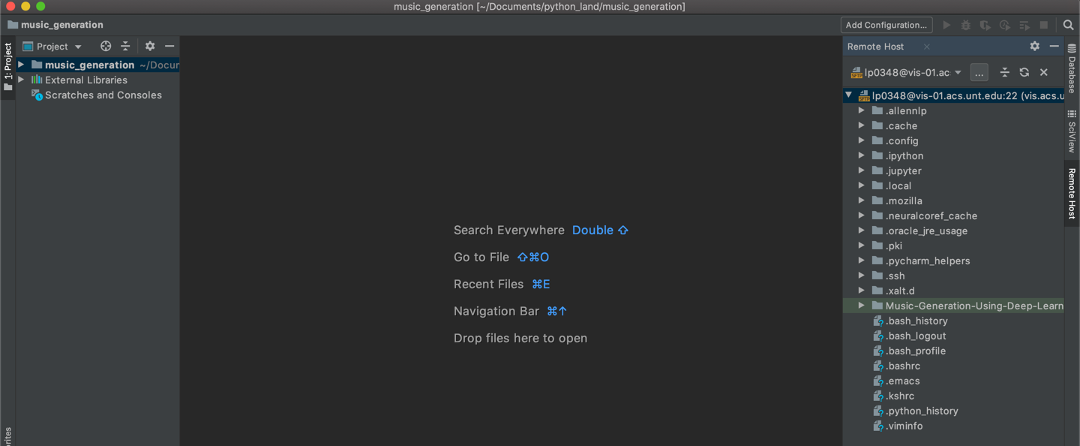 music_generation [~/Documents/python_land/music_generation]
music_generation
Add Configuration...
1: Project
Project
music_generation ~/Docur
External Libraries
Scratches and Consoles
Search Everywhere Double ⇧
Go to File ⇧⌘O
Recent Files ⌘E
Navigation Bar ⌘↑
Drop files here to open
Remote Host
lp0348@vis-01.ac
...
lp0348@vis-01.acs.unt.edu:22 (vis.acs.u
.allennlp
.cache
.config
.ipython
.jupyter
.local
.mozilla
.neuralcoref_cache
.oracle_jre_usage
.pki
.pycharm_helpers
.ssh
.xalt.d
Music-Generation-Using-Deep-Learn
.bash_history
.bash_logout
.bash_profile
.bashrc
.emacs
.kshrc
.python_history
.viminfo
Database
SciView
Remote Host
rites